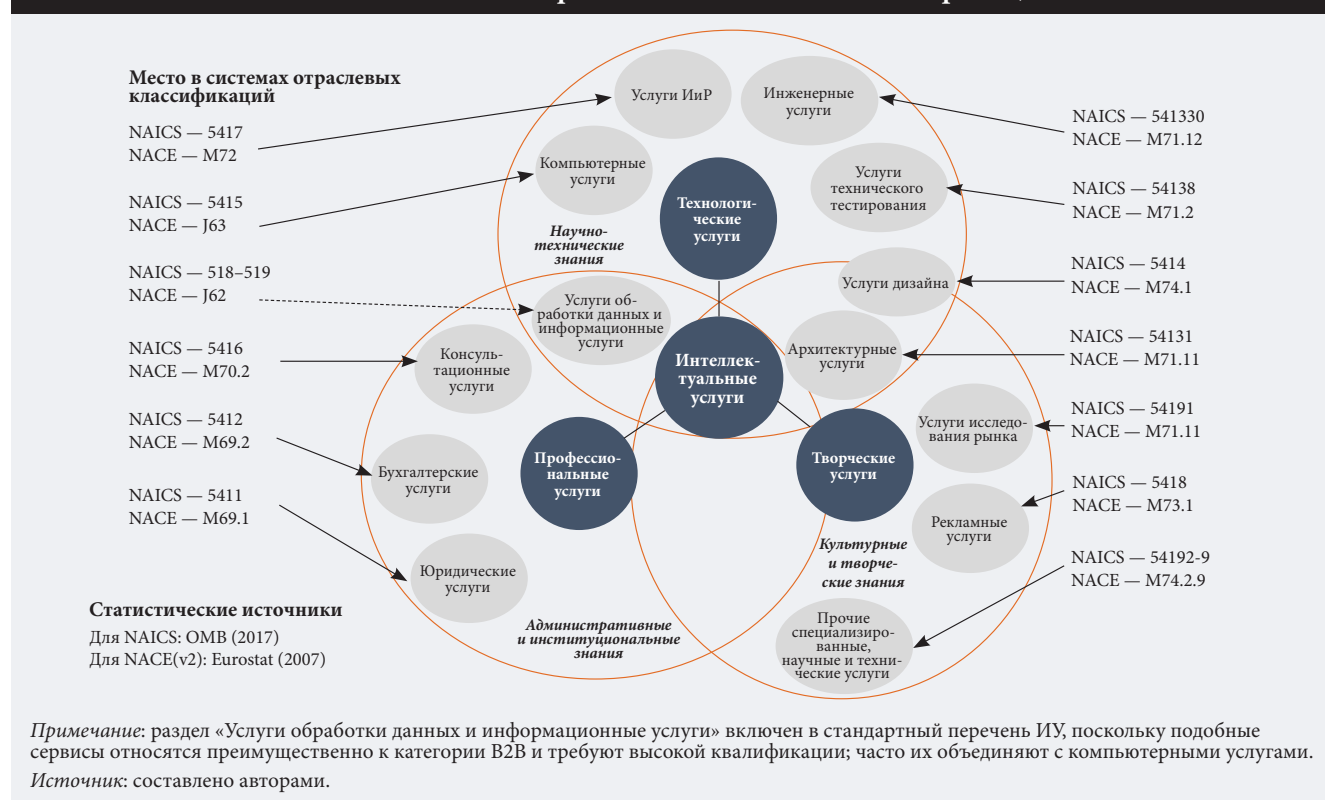 Место в системах отраслевых
классификаций
NAICS — 5417
NACE — M72
NAICS — 5415
NACE — J63
NAICS — 518–519
NACE — J62
NAICS — 5416
NACE — M70.2
NAICS — 5412
NACE — M69.2
NAICS — 5411
NACE — M69.1
Статистические источники
Для NAICS: OMB (2017)
Для NACE(v2): Eurostat (2007)
Услуги ИиР
Инженерные
услуги
Компьютерные
услуги
Услуги
технического
тестирования
Технологи-
ческие
услуги
Научно-
технические
знания
Услуги дизайна
Услуги об-
работки данных и
информационные
услуги
Архитектурные
услуги
Консуль-
тационные
услуги
Интеллек-
туальные
услуги
Услуги исследо-
вания рынка
Бухгалтерские
услуги
Профессио-
нальные
услуги
Творческие
услуги
Рекламные
услуги
Юридические
услуги
Культурные
и творче-
ские знания
Административные
и институциональные
знания
Прочие
специализиро-
ванные,
научные и техни-
ческие услуги
NAICS — 541330
NACE — M71.12
NAICS — 54138
NACE — M71.2
NAICS — 5414
NACE — M74.1
NAICS — 54131
NACE — M71.11
NAICS — 54191
NACE — M71.11
NAICS — 5418
NACE — M73.1
NAICS — 54192-9
NACE — M74.2.9
Примечание: раздел «Услуги обработки данных и информационные услуги» включен в стандартный перечень ИУ, поскольку подобные
сервисы относятся преимущественно к категории B2B и требуют высокой квалификации; часто их объединяют с компьютерными услугами.
Источник: составлено авторами.